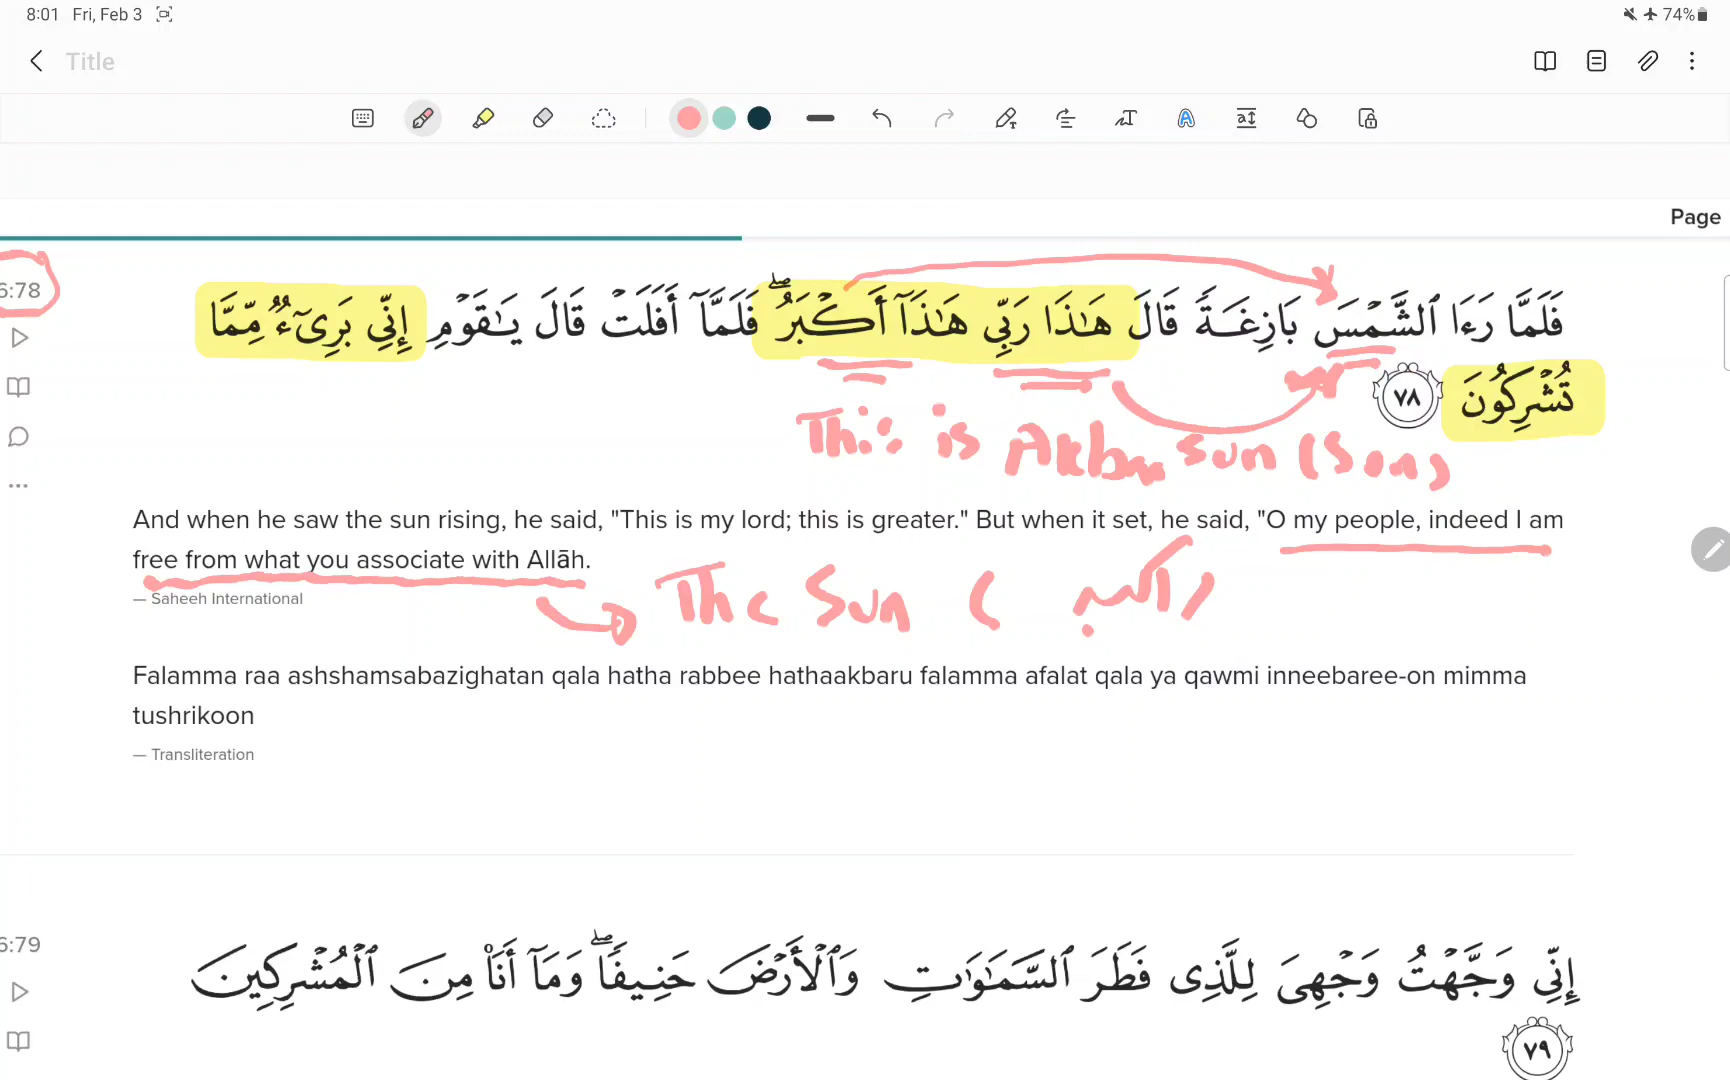 8:01 Fri, Feb 3
74%
Title
Page
6:78
فَلَمَّا رَءَا ٱلشَّمْسَ بَازِغَةً قَالَ هَٰذَا رَبِّى هَٰذَآ أَكْبَرُ ۖ فَلَمَّآ أَفَلَتْ قَالَ يَٰقَوْمِ إِنِّى بَرِىٓءٌ مِّمَّا
تُشْرِكُونَ ٧٨
This is Akbar sun (son)
And when he saw the sun rising, he said, "This is my lord; this is greater." But when it set, he said, "O my people, indeed I am
free from what you associate with Allāh.
— Saheeh International
The Sun (
Falamma raa ashshamsabazighatan qala hatha rabbee hathaakbaru falamma afalat qala ya qawmi inneebaree-on mimma
tushrikoon
— Transliteration
6:79
إِنِّى وَجَّهْتُ وَجْهِىَ لِلَّذِى فَطَرَ ٱلسَّمَٰوَٰتِ وَٱلْأَرْضَ حَنِيفًا ۖ وَمَآ أَنَا۠ مِنَ ٱلْمُشْرِكِينَ
٧٩